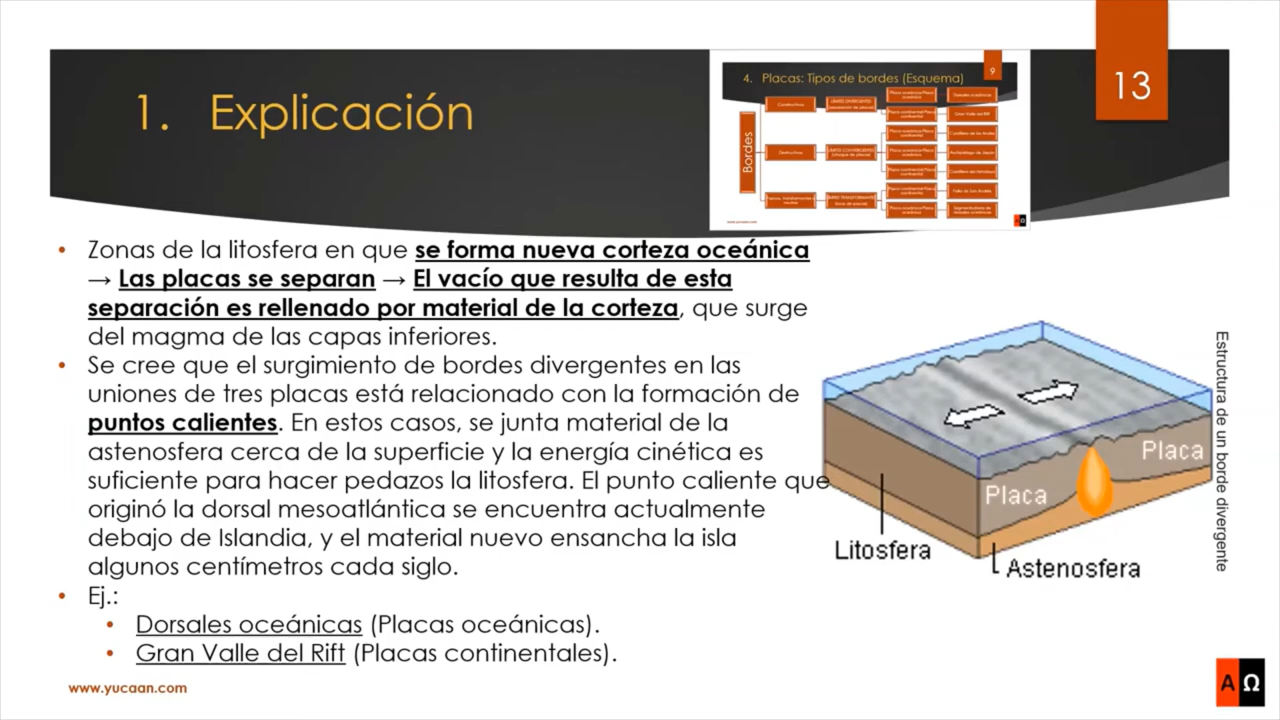 1. Explicación
13
4. Placas: Tipos de bordes (Esquema)
9
Bordes
• Zonas de la litosfera en que se forma nueva corteza oceánica
→ Las placas se separan → El vacío que resulta de esta
separación es rellenado por material de la corteza, que surge
del magma de las capas inferiores.
• Se cree que el surgimiento de bordes divergentes en las
uniones de tres placas está relacionado con la formación de
puntos calientes. En estos casos, se junta material de la
astenosfera cerca de la superficie y la energía cinética es
suficiente para hacer pedazos la litosfera. El punto caliente que
originó la dorsal mesoatlántica se encuentra actualmente
debajo de Islandia, y el material nuevo ensancha la isla
algunos centímetros cada siglo.
• Ej.:
• Dorsales oceánicas (Placas oceánicas).
• Gran Valle del Rift (Placas continentales).
Placa
Placa
Litosfera
Astenosfera
Estructura de un borde divergente
www.yucaan.com
ΑΩ